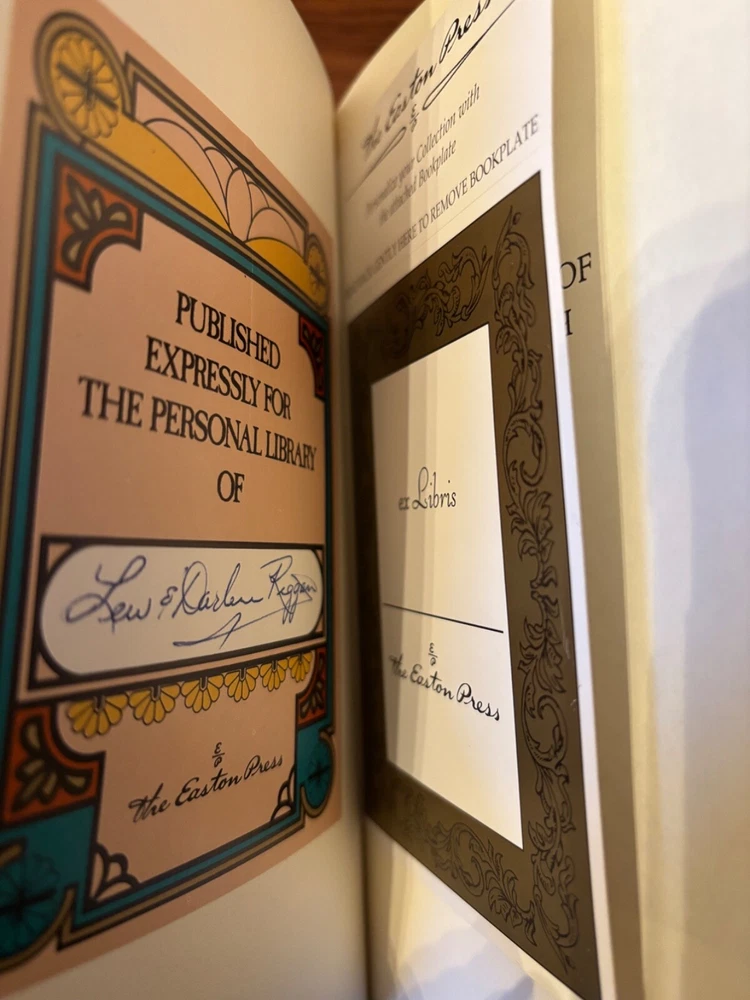 PUBLISHED
EXPRESSLY FOR
THE PERSONAL LIBRARY
OF
Lew & Darlene Riggan
E/P
the Easton Press
The Easton Press
E/P
Personalize your Collection with
the attached Bookplate
HERE TO REMOVE BOOKPLATE
ex Libris
E/P
the Easton Press
OF